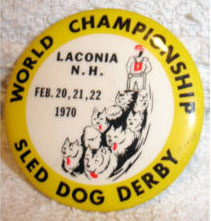 WORLD CHAMPIONSHIP
LACONIA
N.H.
FEB. 20, 21, 22
1970
SLED DOG DERBY